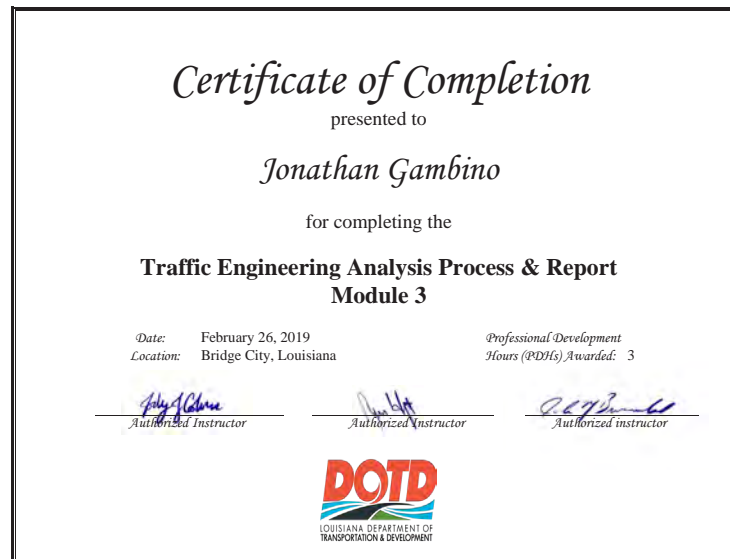 Certificate of Completion
presented to
Jonathan Gambino
for completing the
Traffic Engineering Analysis Process & Report
Module 3
Date: February 26, 2019
Location: Bridge City, Louisiana
Professional Development
Hours (PDHs) Awarded: 3
Authorized Instructor
Authorized Instructor
Authorized instructor
DOTD
LOUISIANA DEPARTMENT OF
TRANSPORTATION & DEVELOPMENT